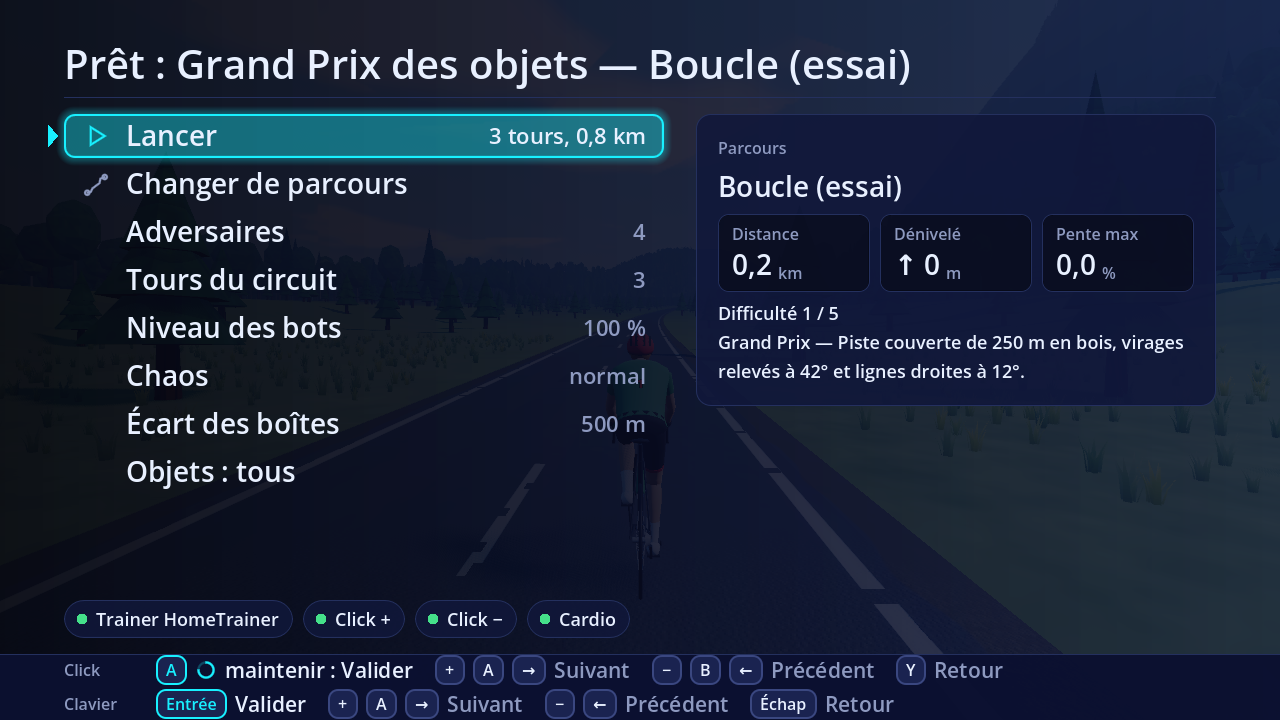 Prêt : Grand Prix des objets — Boucle (essai)
Lancer 3 tours, 0,8 km
Changer de parcours
Adversaires 4
Tours du circuit 3
Niveau des bots 100 %
Chaos normal
Écart des boîtes 500 m
Objets : tous
Parcours
Boucle (essai)
Distance Dénivelé Pente max
0,2 km ↑ 0 m 0,0 %
Difficulté 1 / 5
Grand Prix — Piste couverte de 250 m en bois, virages
relevés à 42° et lignes droites à 12°.
Trainer HomeTrainer Click + Click − Cardio
Click A maintenir : Valider + A → Suivant − B ← Précédent Y Retour
Clavier Entrée Valider + A → Suivant − ← Précédent Échap Retour